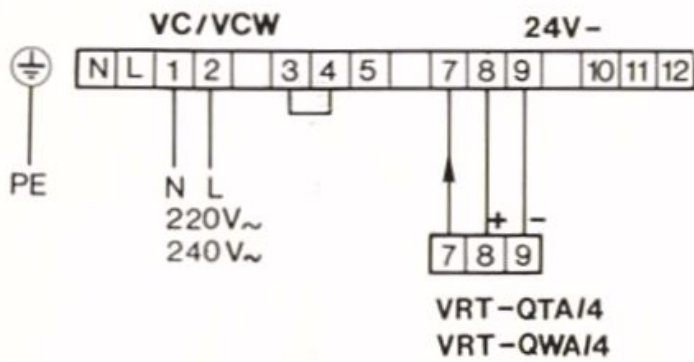 VC/VCW 24V-
N L 1 2 3 4 5 7 8 9 10 11 12
PE
N L
220V~
240V~
+ -
7 8 9
VRT-QTA/4
VRT-QWA/4